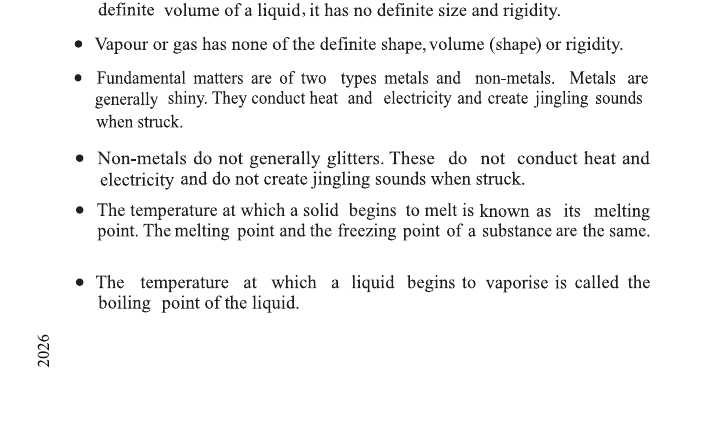 definite volume of a liquid, it has no definite size and rigidity.
• Vapour or gas has none of the definite shape, volume (shape) or rigidity.
• Fundamental matters are of two types metals and non-metals. Metals are
generally shiny. They conduct heat and electricity and create jingling sounds
when struck.
• Non-metals do not generally glitters. These do not conduct heat and
electricity and do not create jingling sounds when struck.
• The temperature at which a solid begins to melt is known as its melting
point. The melting point and the freezing point of a substance are the same.
• The temperature at which a liquid begins to vaporise is called the
boiling point of the liquid.
2026